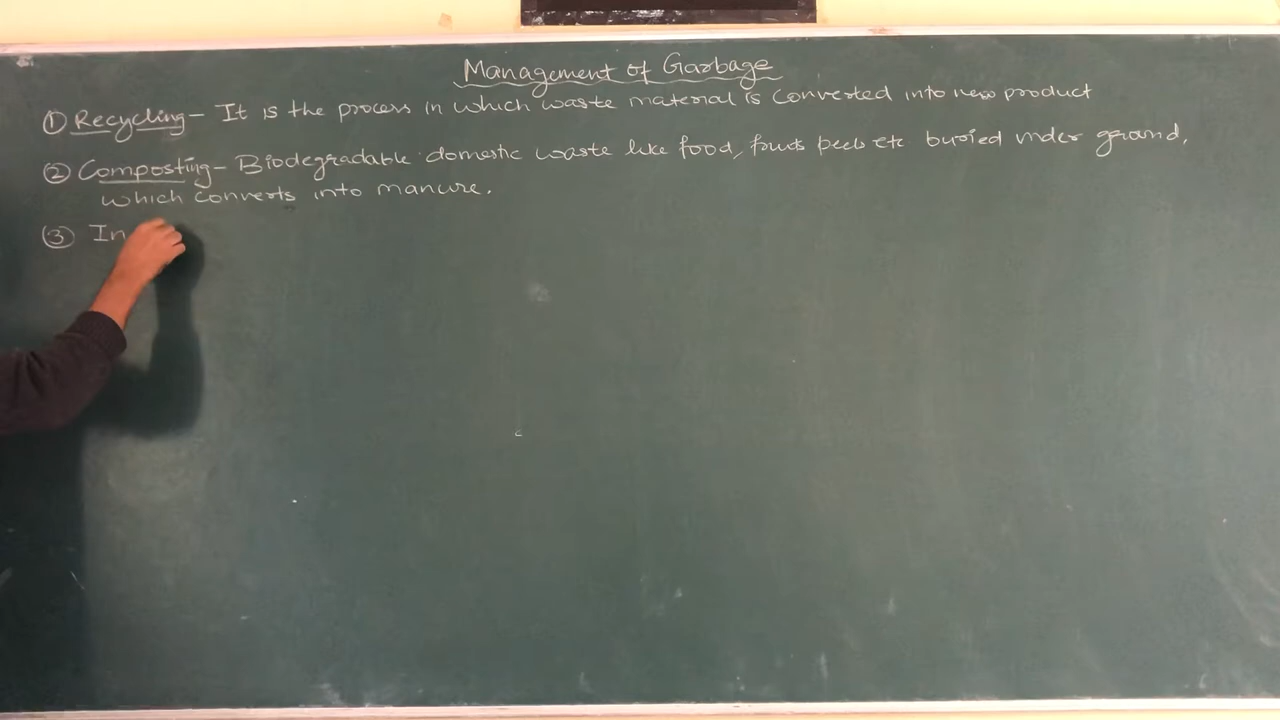 Management of Garbage
① Recycling - It is the process in which waste material is converted into new product
② Composting - Biodegradable domestic waste like food, fruits peels etc buried under ground,
which converts into manure.
③ In